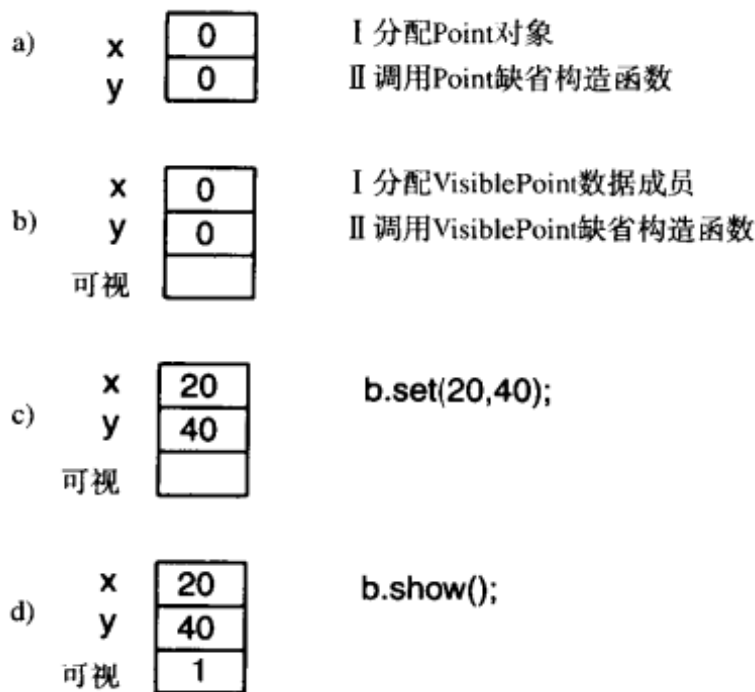 a)
x 0 Ⅰ 分配Point对象
y 0 Ⅱ 调用Point缺省构造函数
b)
x 0 Ⅰ 分配VisiblePoint数据成员
y 0 Ⅱ 调用VisiblePoint缺省构造函数
可视
c)
x 20 b.set(20,40);
y 40
可视
d)
x 20 b.show();
y 40
可视 1